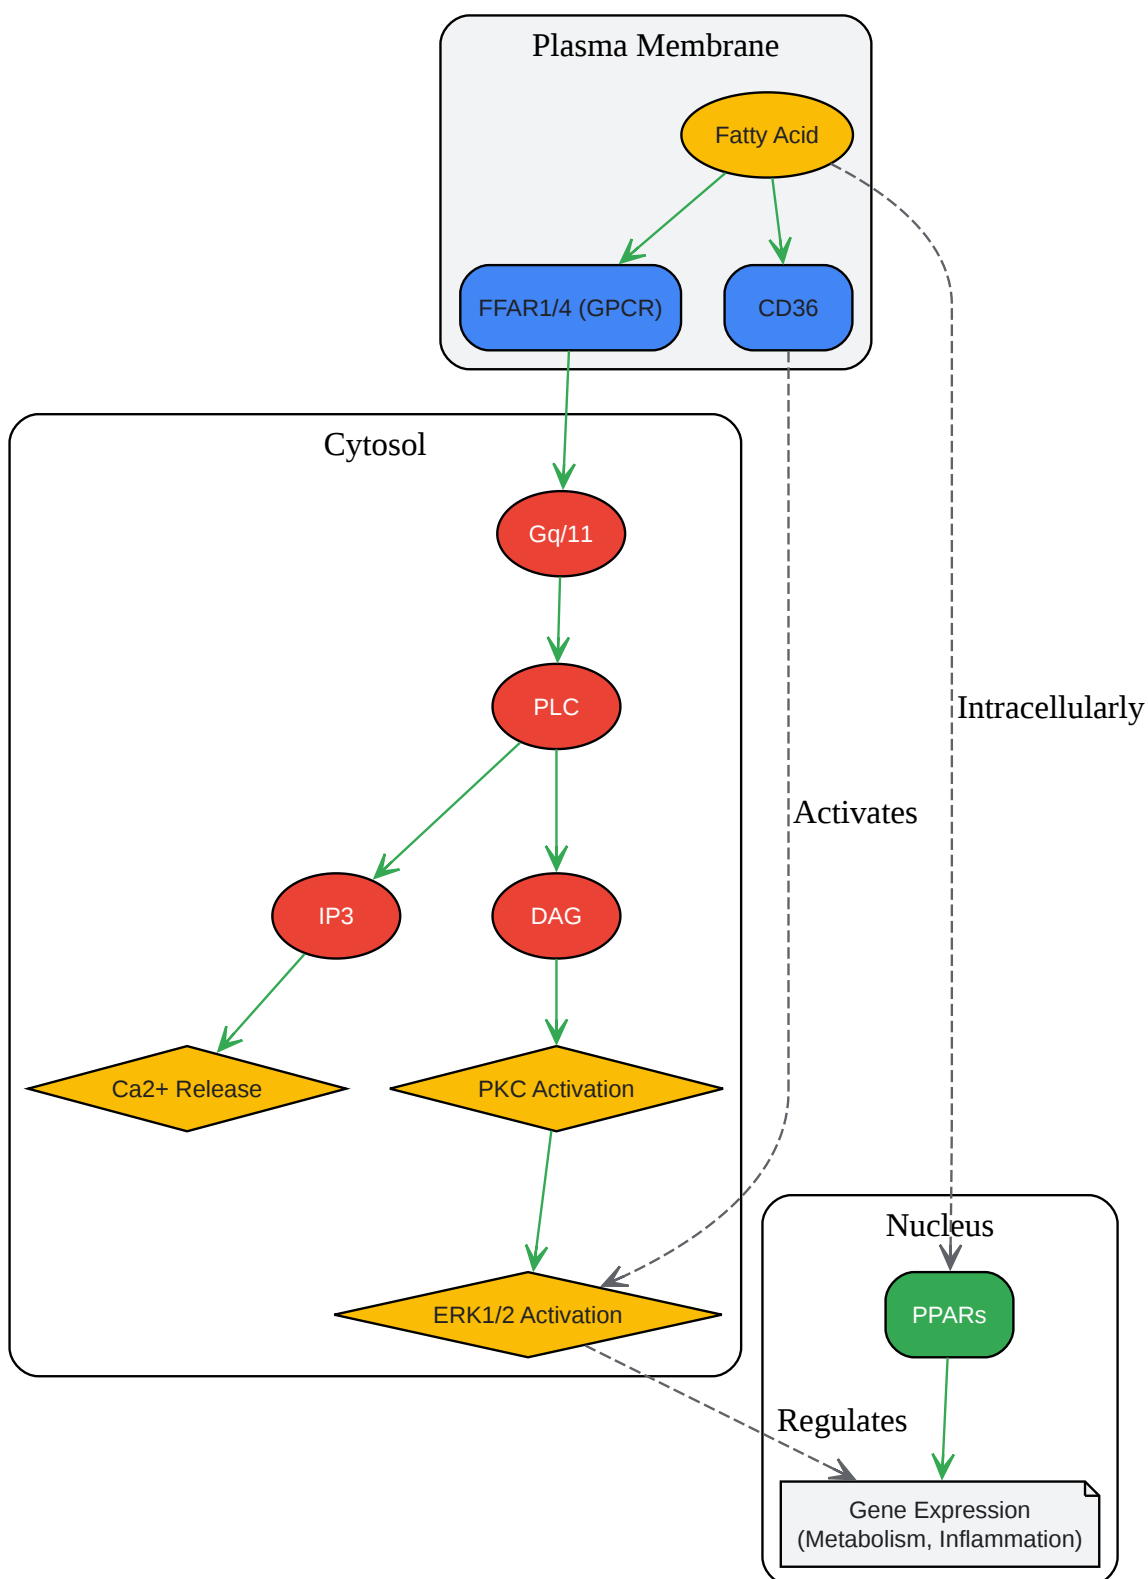 Plasma Membrane
Fatty Acid
FFAR1/4 (GPCR)
CD36
Cytosol
Gq/11
PLC
Intracellularly
Activates
IP3
DAG
Ca2+ Release
PKC Activation
Nucleus
ERK1/2 Activation
PPARs
Regulates
Gene Expression
(Metabolism, Inflammation)